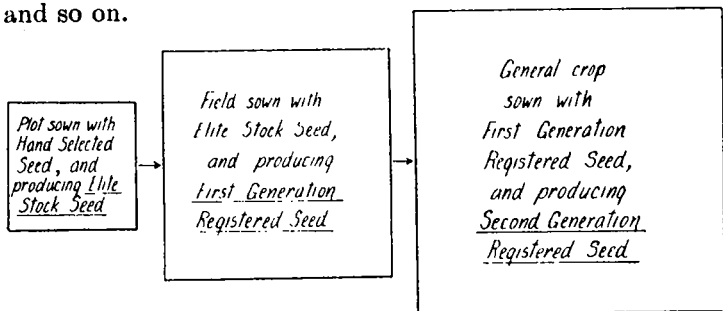 and so on.
Plot sown with
Hand Selected
Seed, and
producing Elite
Stock Seed
Field sown with
Elite Stock Seed,
and producing
First Generation
Registered Seed
General crop
sown with
First Generation
Registered Seed,
and producing
Second Generation
Registered Seed